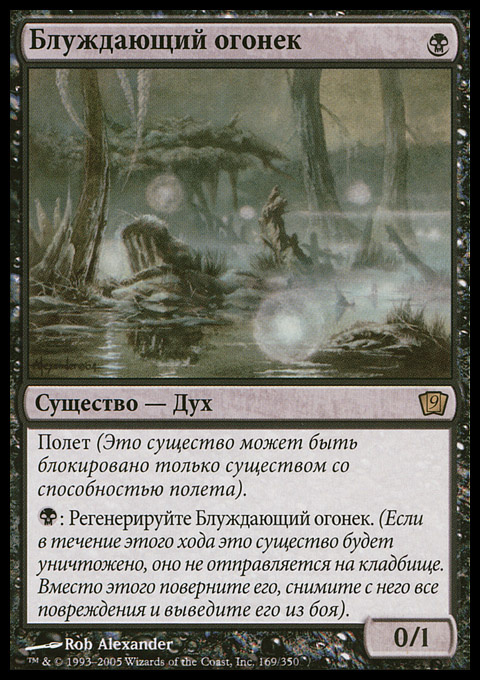 Блуждающий огонек
Существо — Дух
9
Полет (Это существо может быть
блокировано только существом со
способностью полета).
: Регенерируйте Блуждающий огонек. (Если
в течение этого хода это существо будет
уничтожено, оно не отправляется на кладбище.
Вместо этого поверните его, снимите с него все
повреждения и выведите его из боя).
Rob Alexander
0/1
™ & © 1993–2005 Wizards of the Coast, Inc. 169/350